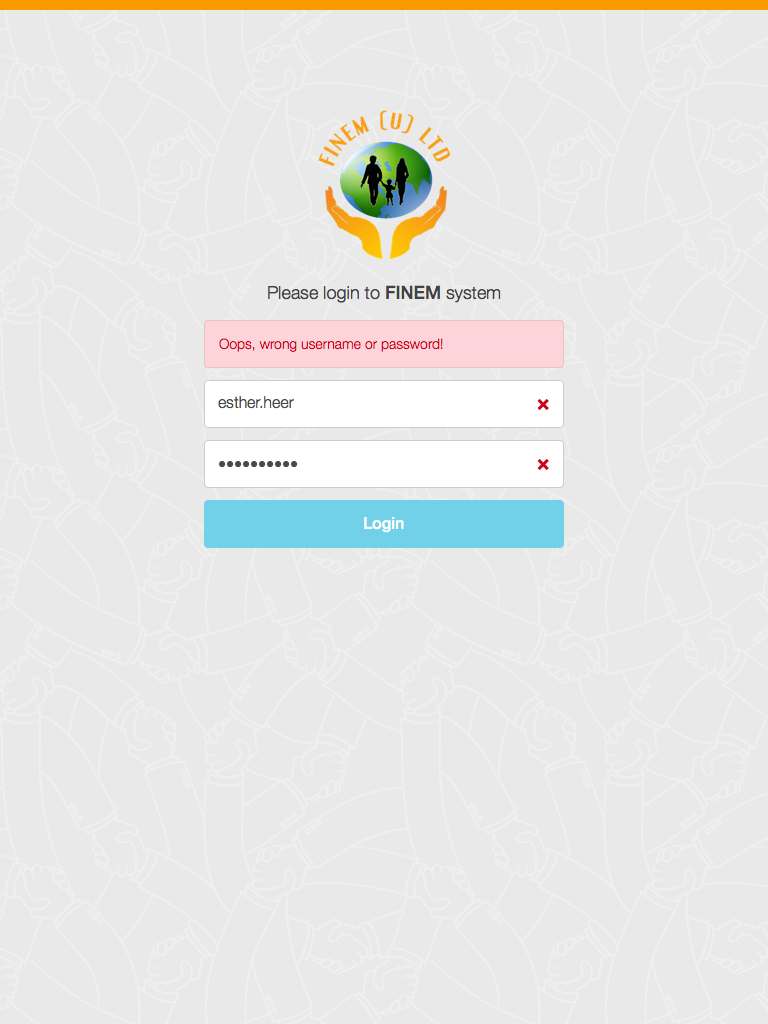 FINEM (U) LTD
Please login to FINEM system
Oops, wrong username or password!
esther.heer
••••••••••
Login